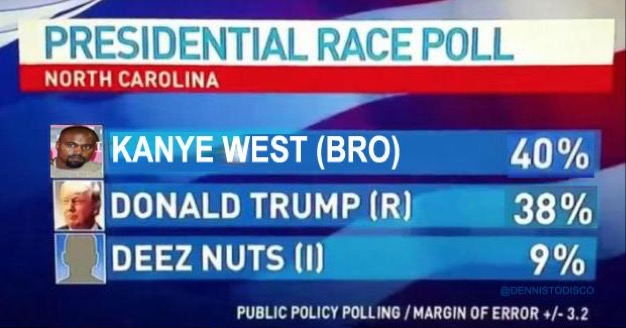 PRESIDENTIAL RACE POLL
NORTH CAROLINA
KANYE WEST (BRO) 40%
DONALD TRUMP (R) 38%
DEEZ NUTS (I) 9%
@DENNISTODISCO
PUBLIC POLICY POLLING / MARGIN OF ERROR +/- 3.2